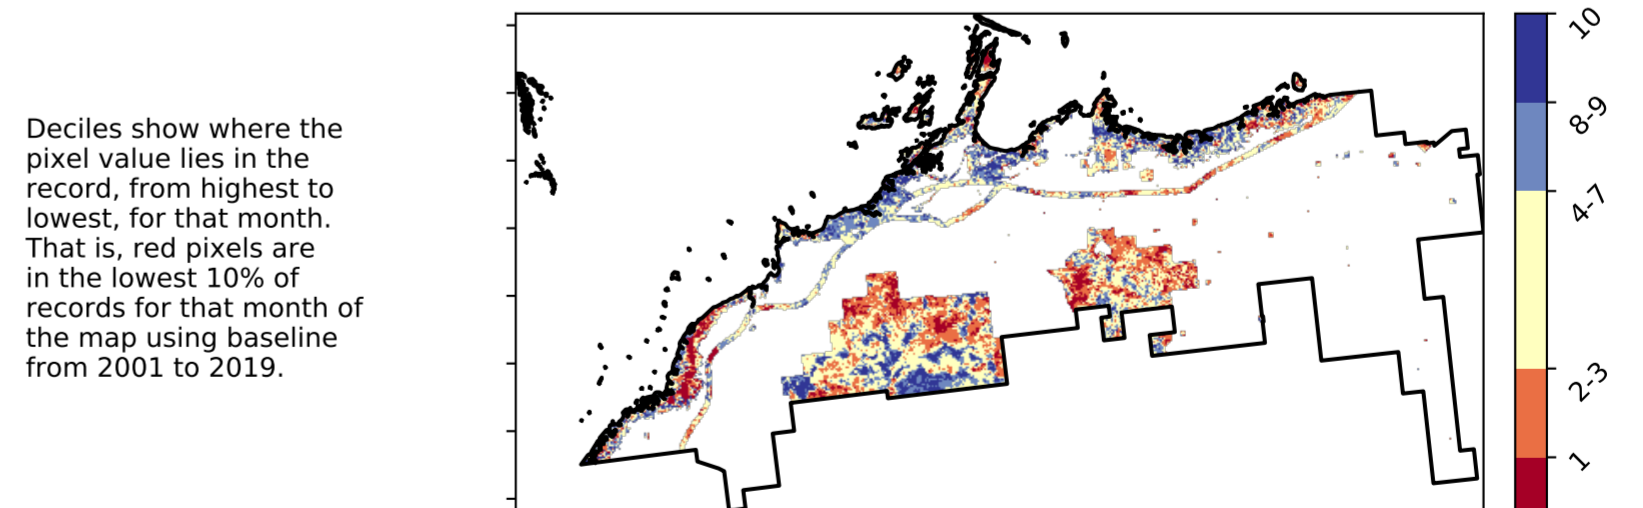 Deciles show where the
pixel value lies in the
record, from highest to
lowest, for that month.
That is, red pixels are
in the lowest 10% of
records for that month of
the map using baseline
from 2001 to 2019.
10
8-9
4-7
2-3
1